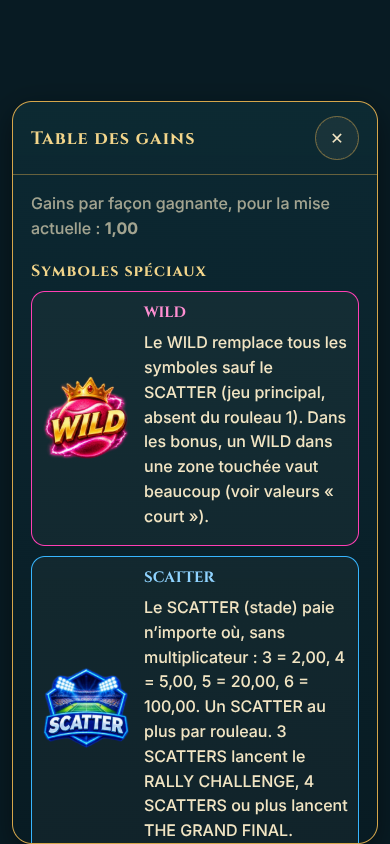 Table des gains
✕
Gains par façon gagnante, pour la mise
actuelle : 1,00
Symboles spéciaux
WILD
WILD
Le WILD remplace tous les
symboles sauf le
SCATTER (jeu principal,
absent du rouleau 1). Dans
les bonus, un WILD dans
une zone touchée vaut
beaucoup (voir valeurs «
court »).
SCATTER
SCATTER
Le SCATTER (stade) paie
n’importe où, sans
multiplicateur : 3 = 2,00, 4
= 5,00, 5 = 20,00, 6 =
100,00. Un SCATTER au
plus par rouleau. 3
SCATTERS lancent le
RALLY CHALLENGE, 4
SCATTERS ou plus lancent
THE GRAND FINAL.